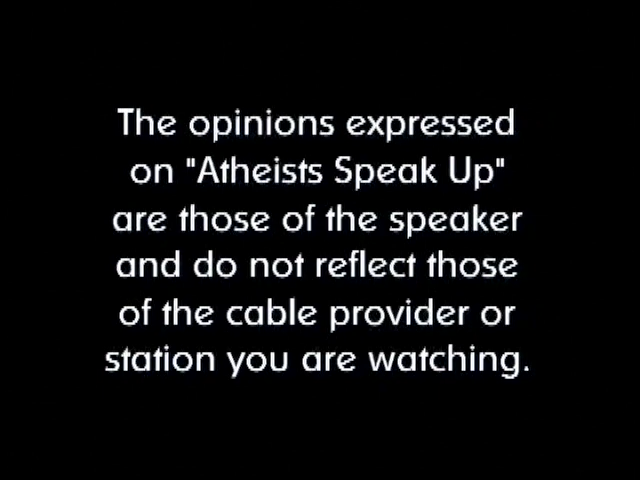 The opinions expressed
on "Atheists Speak Up"
are those of the speaker
and do not reflect those
of the cable provider or
station you are watching.